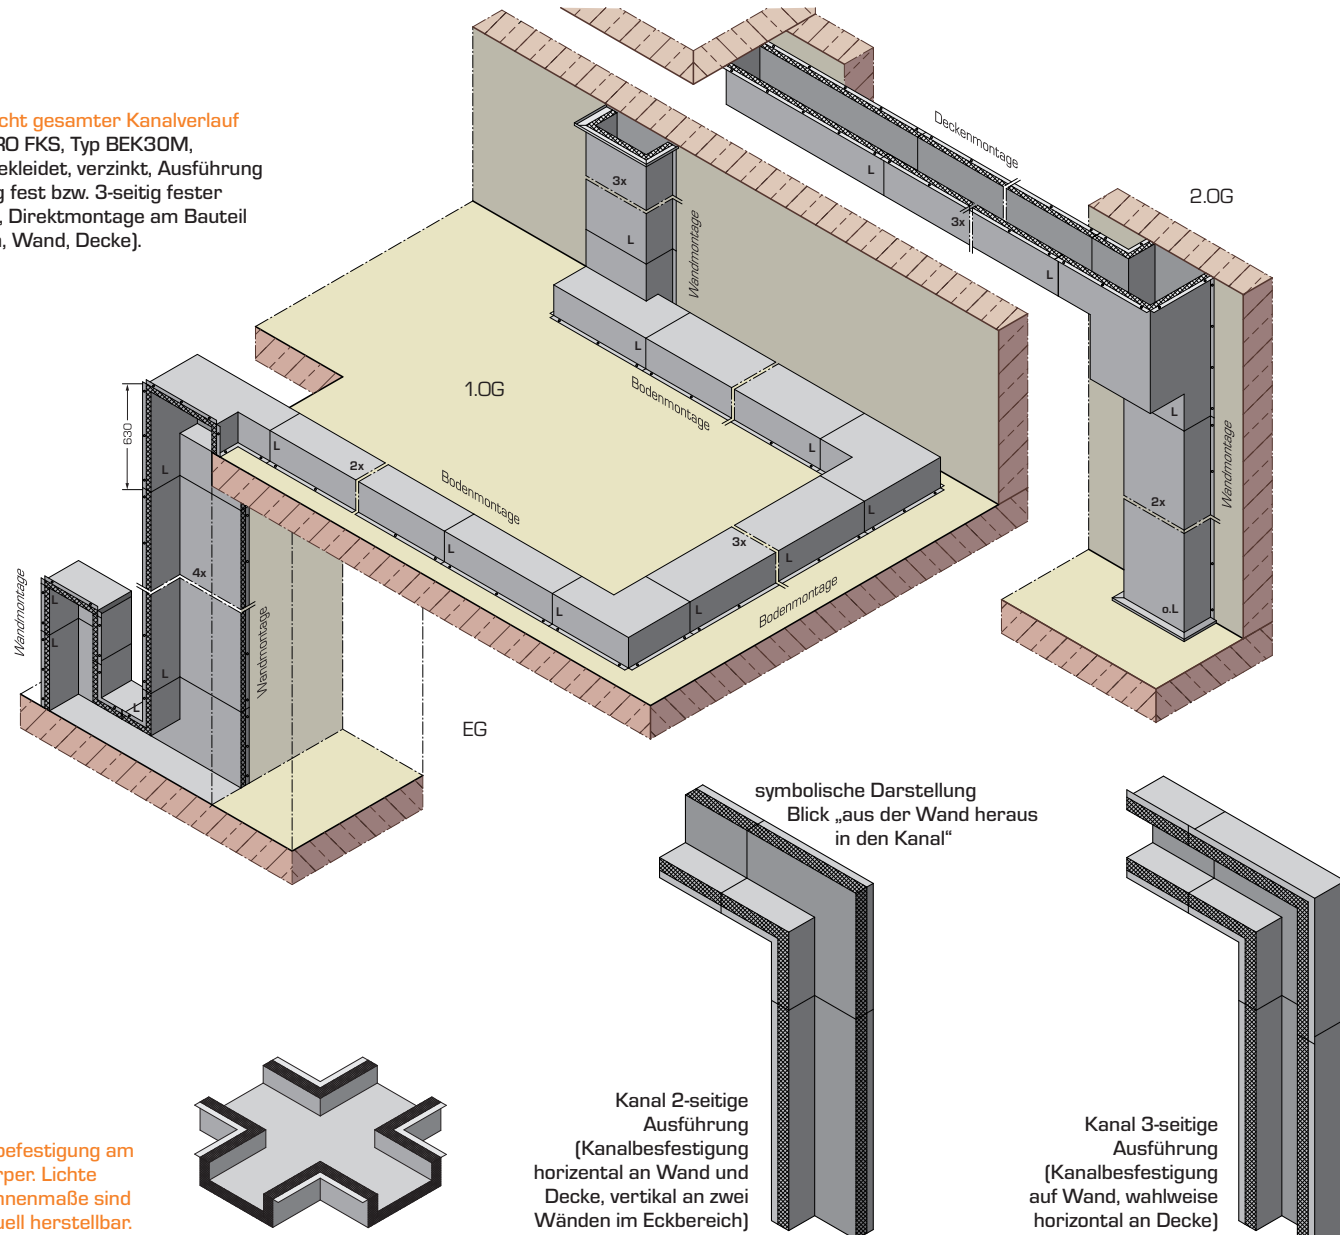 cht gesamter Kanalverlauf
RO FKS, Typ BEK30M,
ekleidet, verzinkt, Ausführung
g fest bzw. 3-seitig fester
, Direktmontage am Bauteil
, Wand, Decke).
Deckenmontage
2.OG
L
3x
L
3x
L
Wandmontage
L
1.OG
Bodenmontage
L
630
L
L
2x
Bodenmontage
L
L
L
3x
L
L
Bodenmontage
L
2x
Wandmontage
o.L
Wandmontage
L
L
4x
L
L
Wandmontage
EG
symbolische Darstellung
Blick „aus der Wand heraus
in den Kanal“
Kanal 2-seitige
Ausführung
(Kanalbesfestigung
horizental an Wand und
Decke, vertikal an zwei
Wänden im Eckbereich)
Kanal 3-seitige
Ausführung
(Kanalbesfestigung
auf Wand, wahlweise
horizontal an Decke)
befestigung am
rper. Lichte
nnenmaße sind
uell herstellbar.